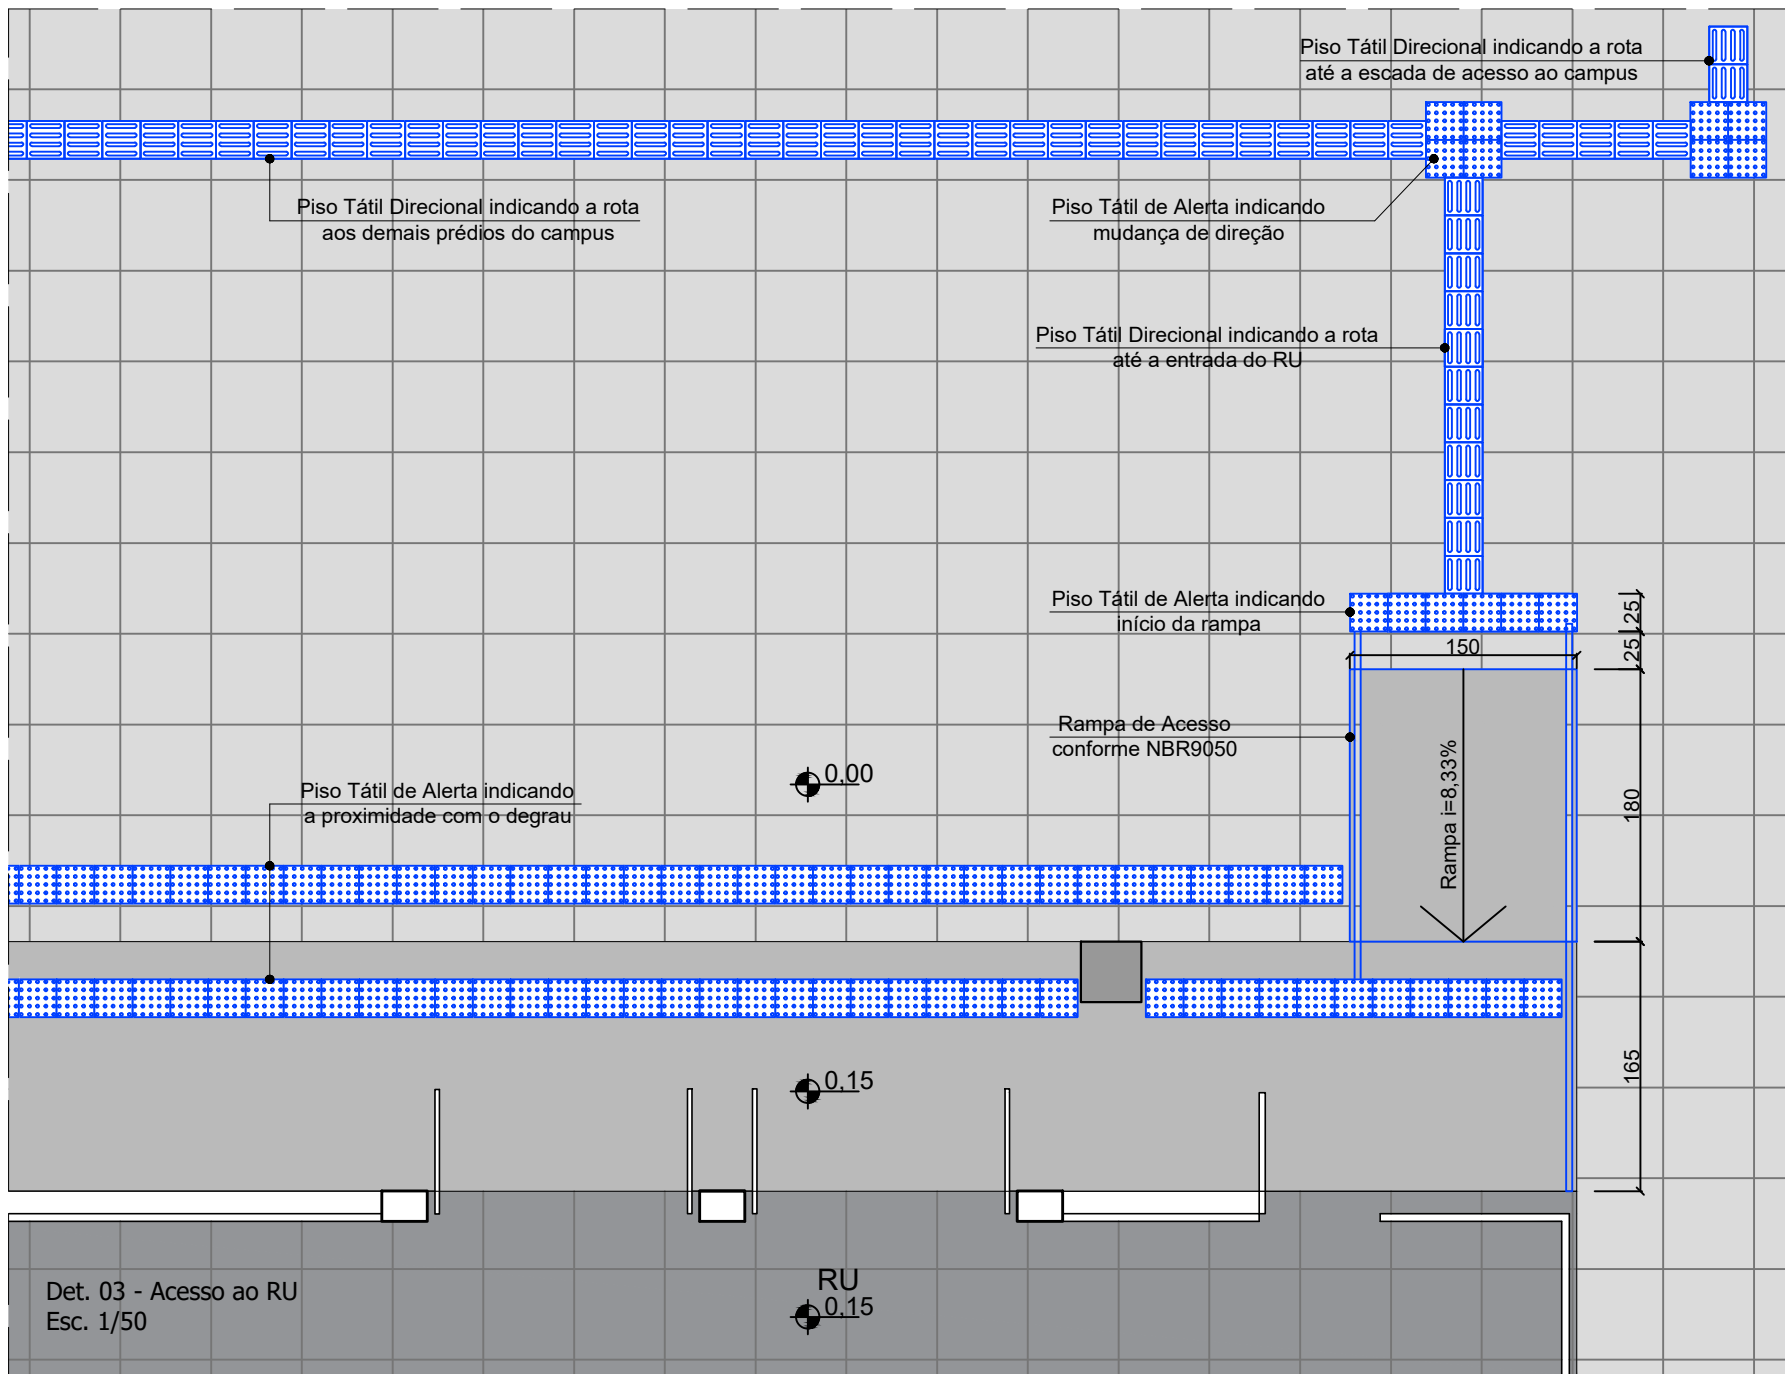 Piso Tátil Direcional indicando a rota
até a escada de acesso ao campus
Piso Tátil Direcional indicando a rota
aos demais prédios do campus
Piso Tátil de Alerta indicando
mudança de direção
Piso Tátil Direcional indicando a rota
até a entrada do RU
Piso Tátil de Alerta indicando
início da rampa
25
25
150
Rampa de Acesso
conforme NBR9050
Rampa i=8,33%
180
0,00
Piso Tátil de Alerta indicando
a proximidade com o degrau
165
0,15
RU
0,15
Det. 03 - Acesso ao RU
Esc. 1/50